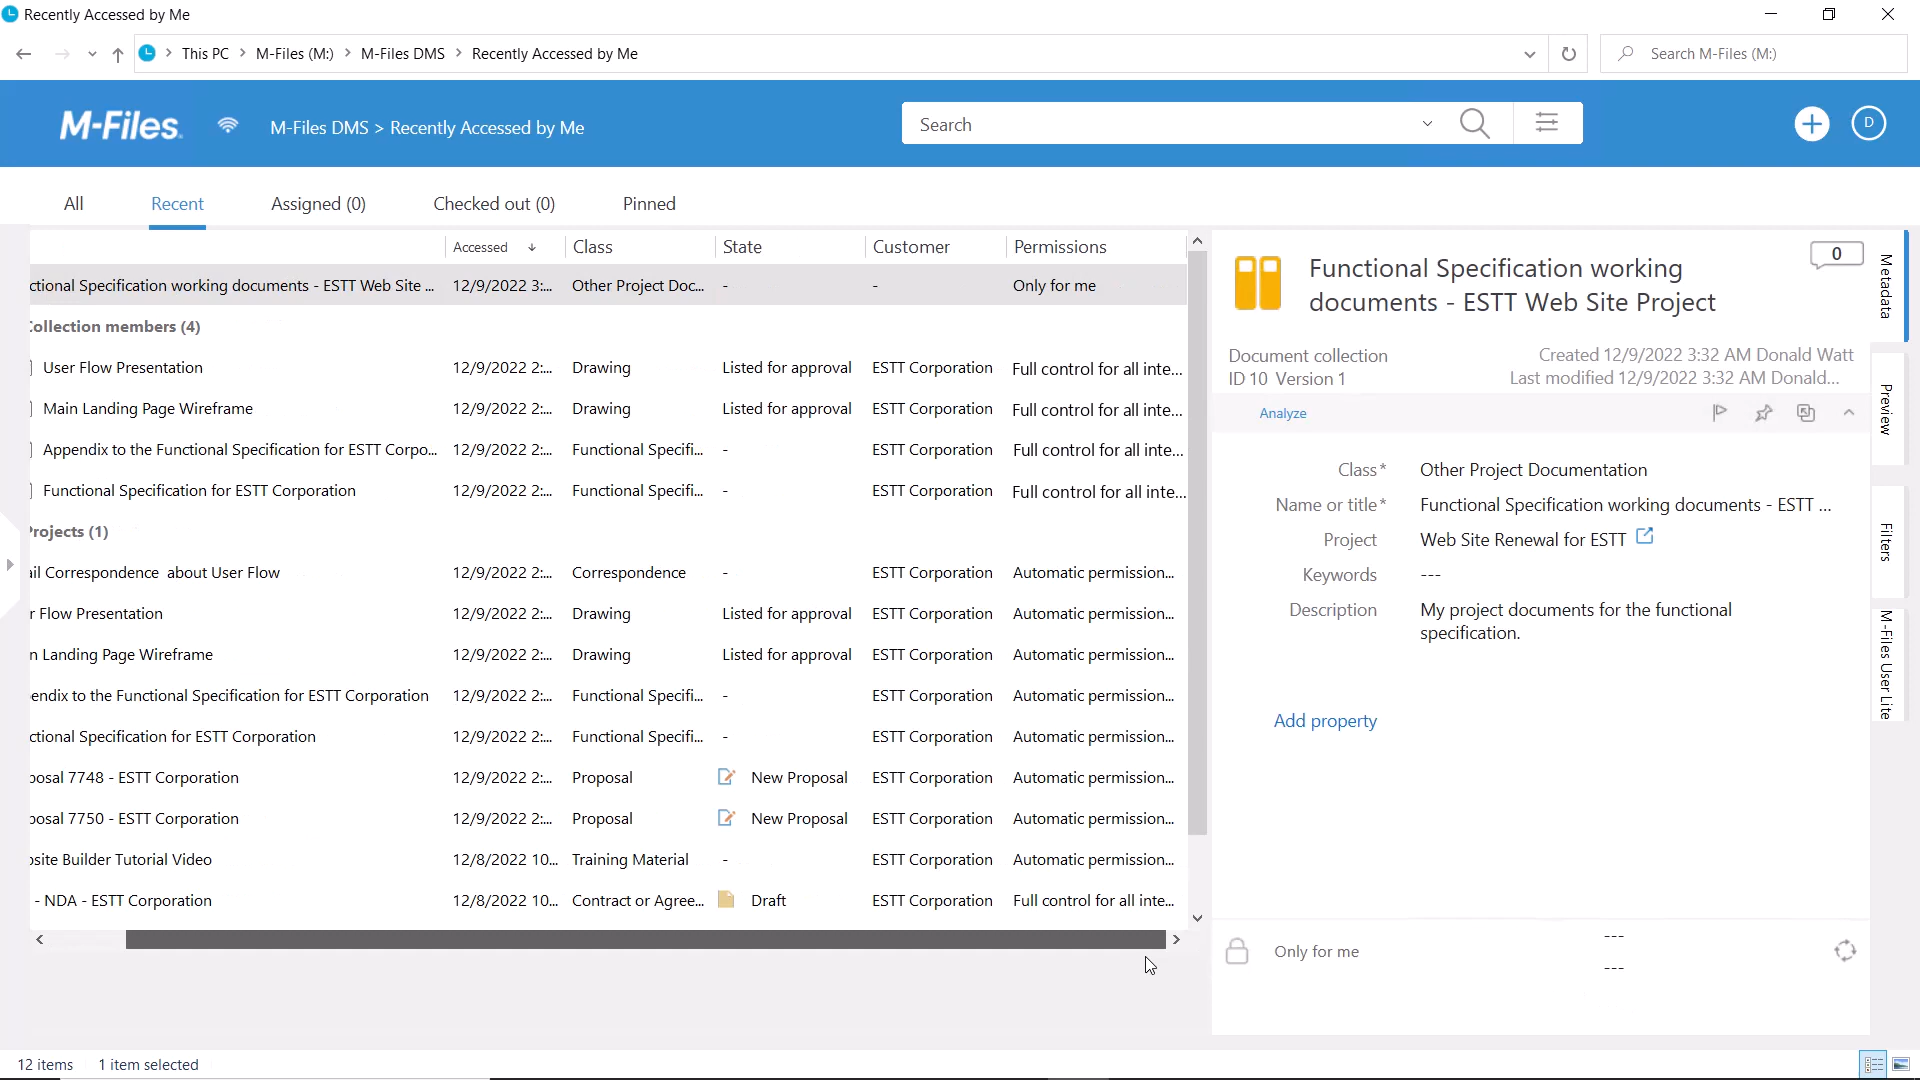 Recently Accessed by Me
This PC > M-Files (M:) > M-Files DMS > Recently Accessed by Me
Search M-Files (M:)
M-Files.
M-Files DMS > Recently Accessed by Me
Search
D
All Recent Assigned (0) Checked out (0) Pinned
Accessed Class State Customer Permissions
ctional Specification working documents - ESTT Web Site ... 12/9/2022 3:... Other Project Doc... - - Only for me
Collection members (4)
User Flow Presentation 12/9/2022 2:... Drawing Listed for approval ESTT Corporation Full control for all inte...
Main Landing Page Wireframe 12/9/2022 2:... Drawing Listed for approval ESTT Corporation Full control for all inte...
Appendix to the Functional Specification for ESTT Corpo... 12/9/2022 2:... Functional Specifi... - ESTT Corporation Full control for all inte...
Functional Specification for ESTT Corporation 12/9/2022 2:... Functional Specifi... - ESTT Corporation Full control for all inte...
Projects (1)
ail Correspondence about User Flow 12/9/2022 2:... Correspondence - ESTT Corporation Automatic permission...
r Flow Presentation 12/9/2022 2:... Drawing Listed for approval ESTT Corporation Automatic permission...
n Landing Page Wireframe 12/9/2022 2:... Drawing Listed for approval ESTT Corporation Automatic permission...
endix to the Functional Specification for ESTT Corporation 12/9/2022 2:... Functional Specifi... - ESTT Corporation Automatic permission...
ctional Specification for ESTT Corporation 12/9/2022 2:... Functional Specifi... - ESTT Corporation Automatic permission...
posal 7748 - ESTT Corporation 12/9/2022 2:... Proposal New Proposal ESTT Corporation Automatic permission...
posal 7750 - ESTT Corporation 12/9/2022 2:... Proposal New Proposal ESTT Corporation Automatic permission...
bsite Builder Tutorial Video 12/8/2022 10... Training Material - ESTT Corporation Automatic permission...
- NDA - ESTT Corporation 12/8/2022 10... Contract or Agree... Draft ESTT Corporation Full control for all inte...
Functional Specification working
documents - ESTT Web Site Project
0
Document collection
ID 10 Version 1
Created 12/9/2022 3:32 AM Donald Watt
Last modified 12/9/2022 3:32 AM Donald...
Analyze
Class* Other Project Documentation
Name or title* Functional Specification working documents - ESTT ...
Project Web Site Renewal for ESTT
Keywords ---
Description My project documents for the functional
specification.
Add property
Only for me
---
---
Metadata
Preview
Filters
M-Files User Lite
12 items 1 item selected